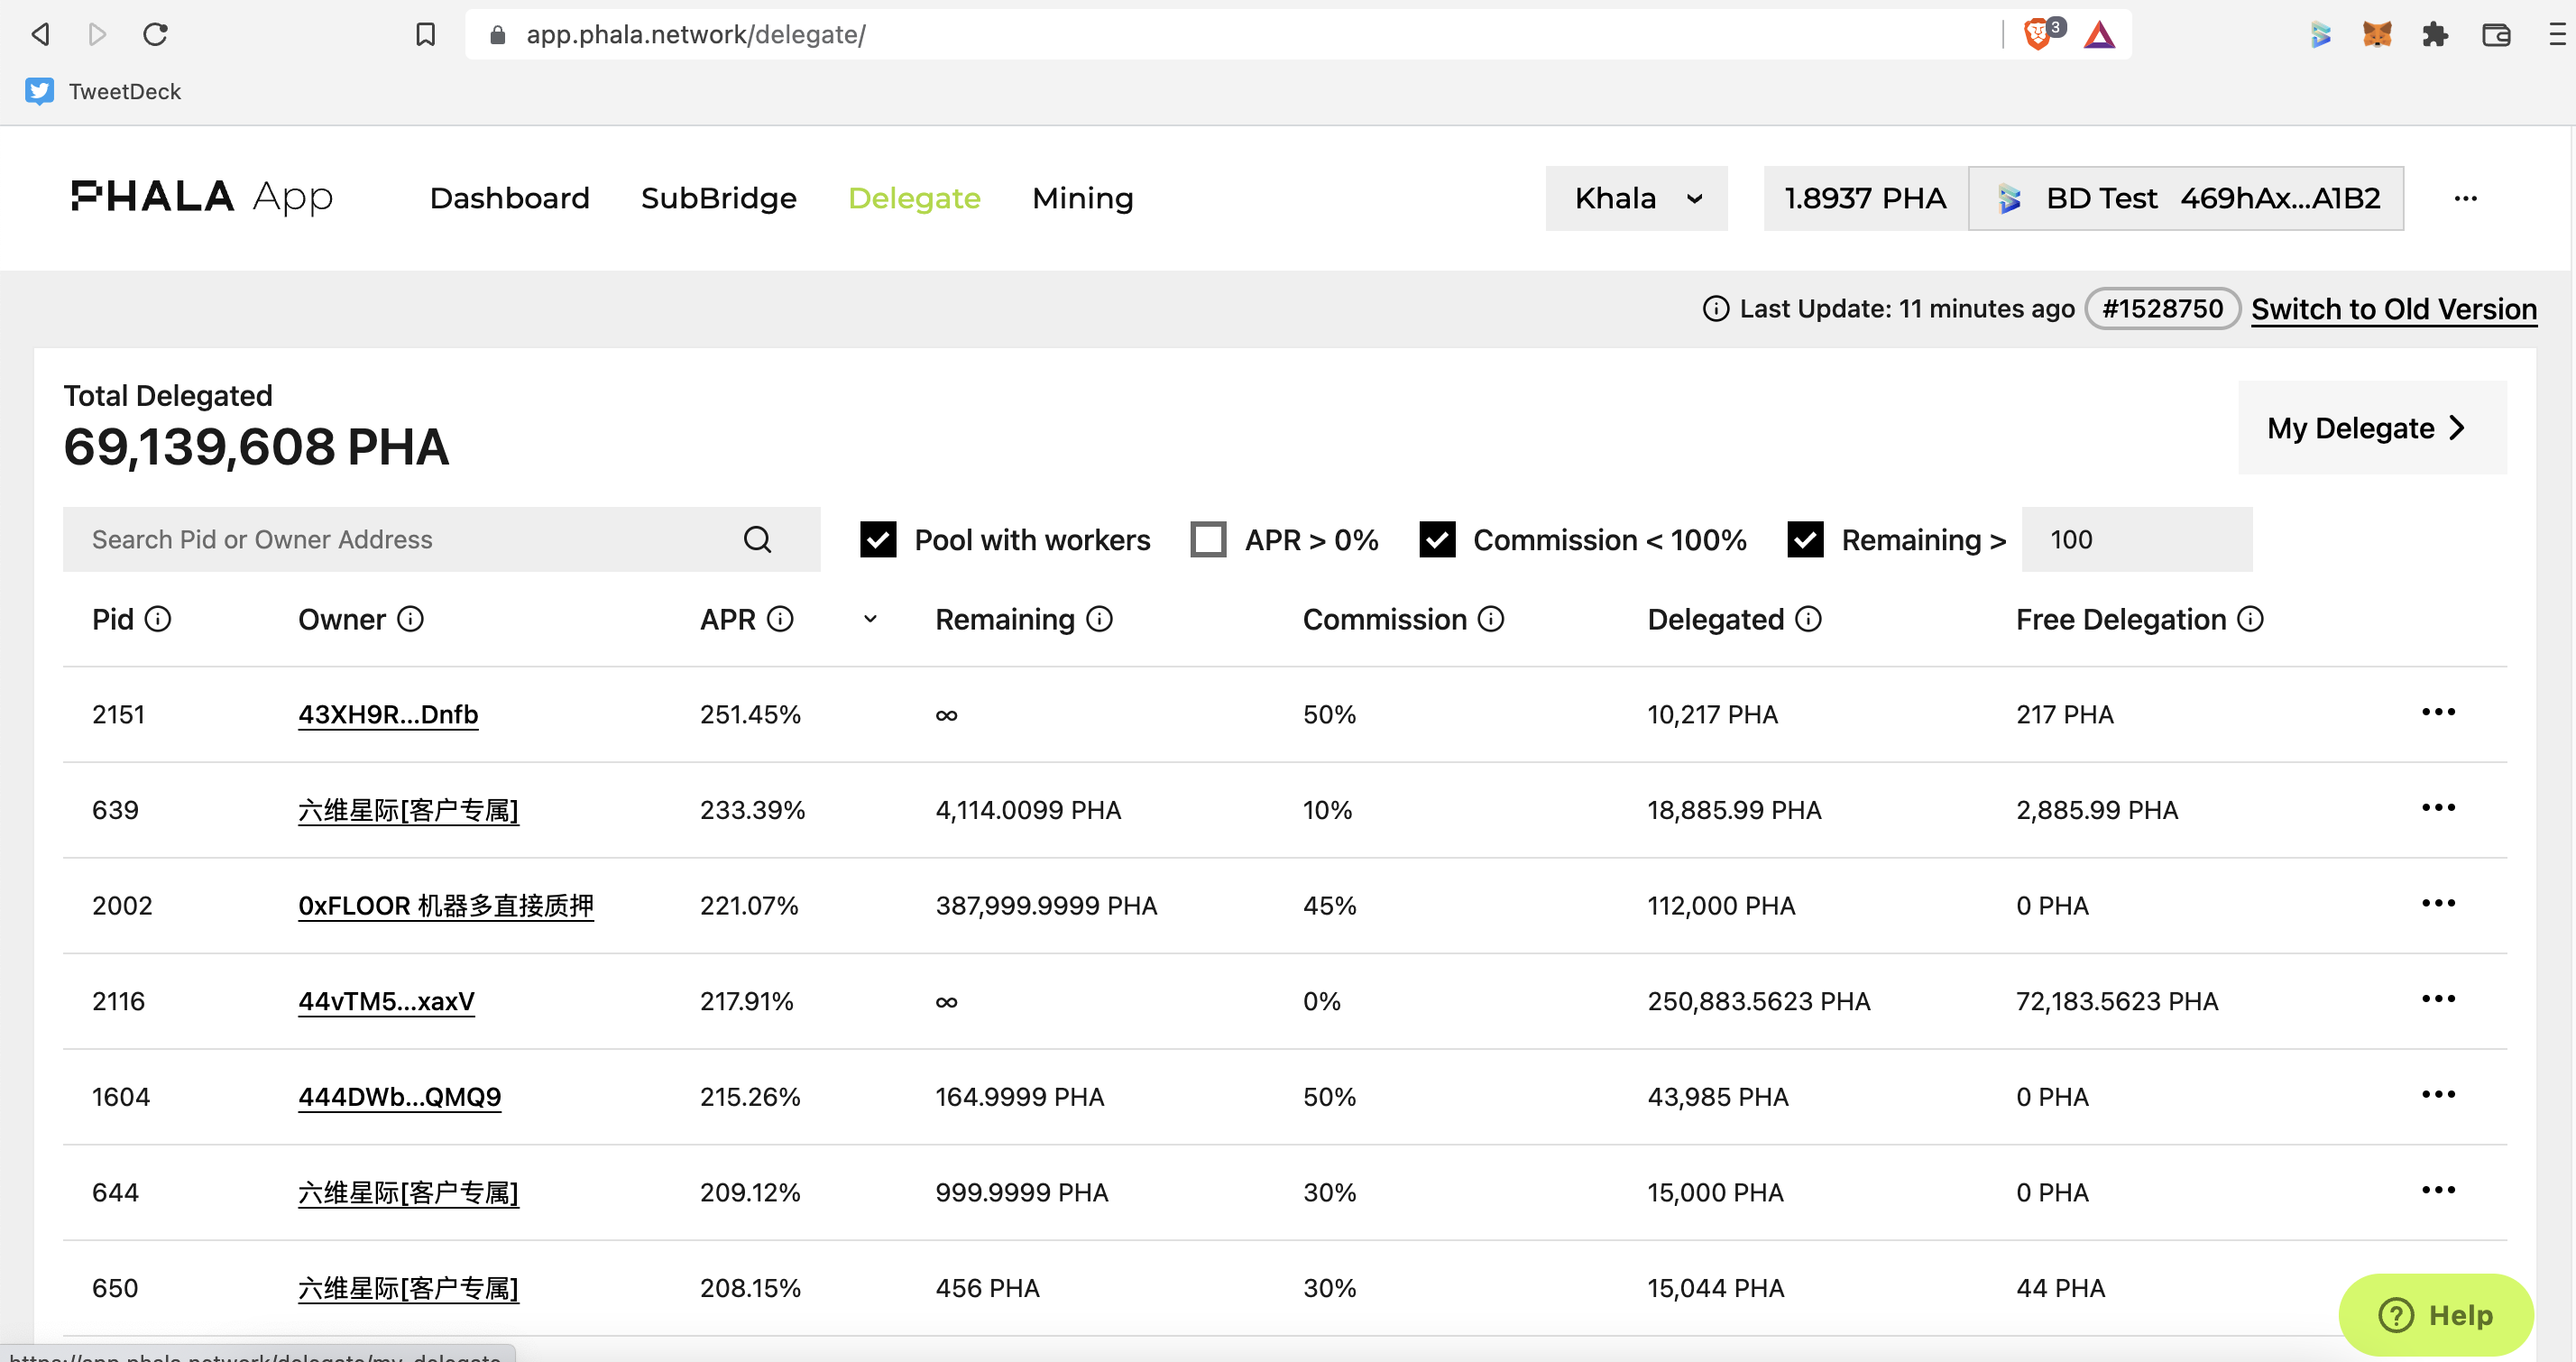 app.phala.network/delegate/
3
TweetDeck
PHALA App Dashboard SubBridge Delegate Mining Khala 1.8937 PHA BD Test 469hAx...A1B2 ...
Last Update: 11 minutes ago #1528750 Switch to Old Version
Total Delegated
69,139,608 PHA
My Delegate
Search Pid or Owner Address Pool with workers APR > 0% Commission < 100% Remaining > 100
Pid Owner APR Remaining Commission Delegated Free Delegation
2151 43XH9R...Dnfb 251.45% ∞ 50% 10,217 PHA 217 PHA ...
639 六维星际[客户专属] 233.39% 4,114.0099 PHA 10% 18,885.99 PHA 2,885.99 PHA ...
2002 0xFLOOR 机器多直接质押 221.07% 387,999.9999 PHA 45% 112,000 PHA 0 PHA ...
2116 44vTM5...xaxV 217.91% ∞ 0% 250,883.5623 PHA 72,183.5623 PHA ...
1604 444DWb...QMQ9 215.26% 164.9999 PHA 50% 43,985 PHA 0 PHA ...
644 六维星际[客户专属] 209.12% 999.9999 PHA 30% 15,000 PHA 0 PHA ...
650 六维星际[客户专属] 208.15% 456 PHA 30% 15,044 PHA 44 PHA
Help
https://app.phala.network/delegate/my-delegate